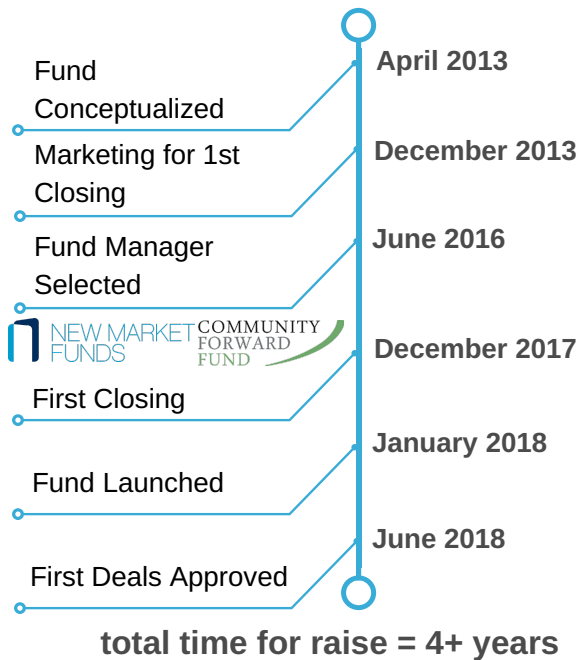 Fund
Conceptualized
April 2013
Marketing for 1st
Closing
December 2013
Fund Manager
Selected
June 2016
NEW MARKET
FUNDS
COMMUNITY
FORWARD
FUND
First Closing
December 2017
Fund Launched
January 2018
First Deals Approved
June 2018
total time for raise = 4+ years